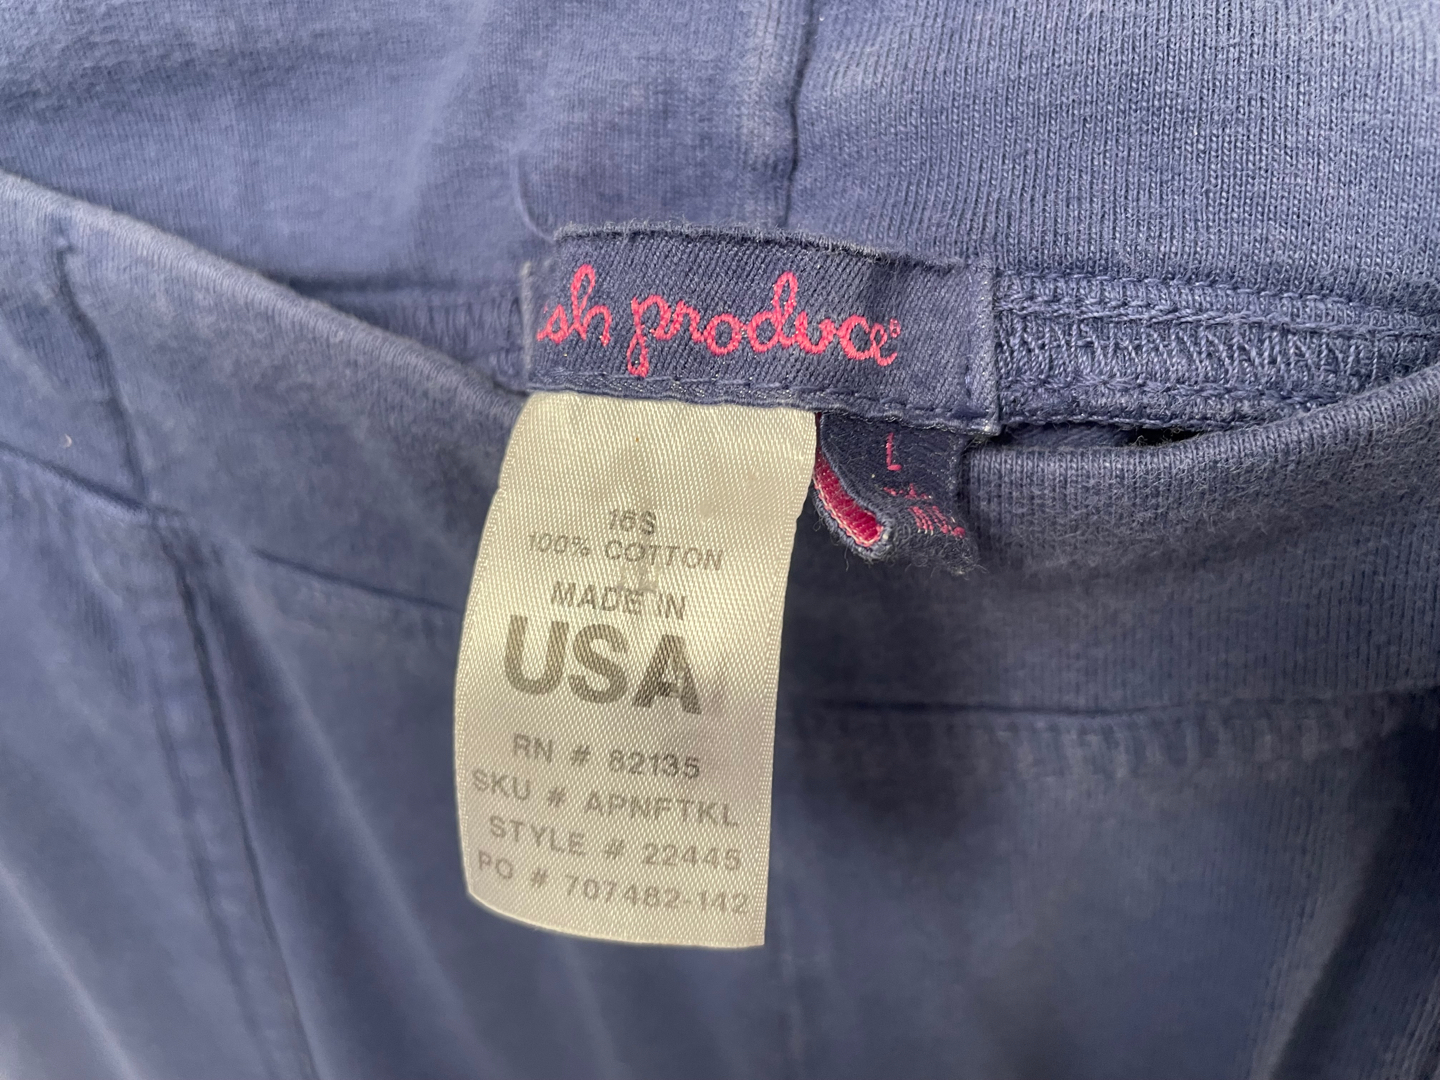 sh produce®
L
16S
100% COTTON
MADE IN
USA
RN # 82135
SKU # APNFTKL
STYLE # 22445
PO # 707482-142